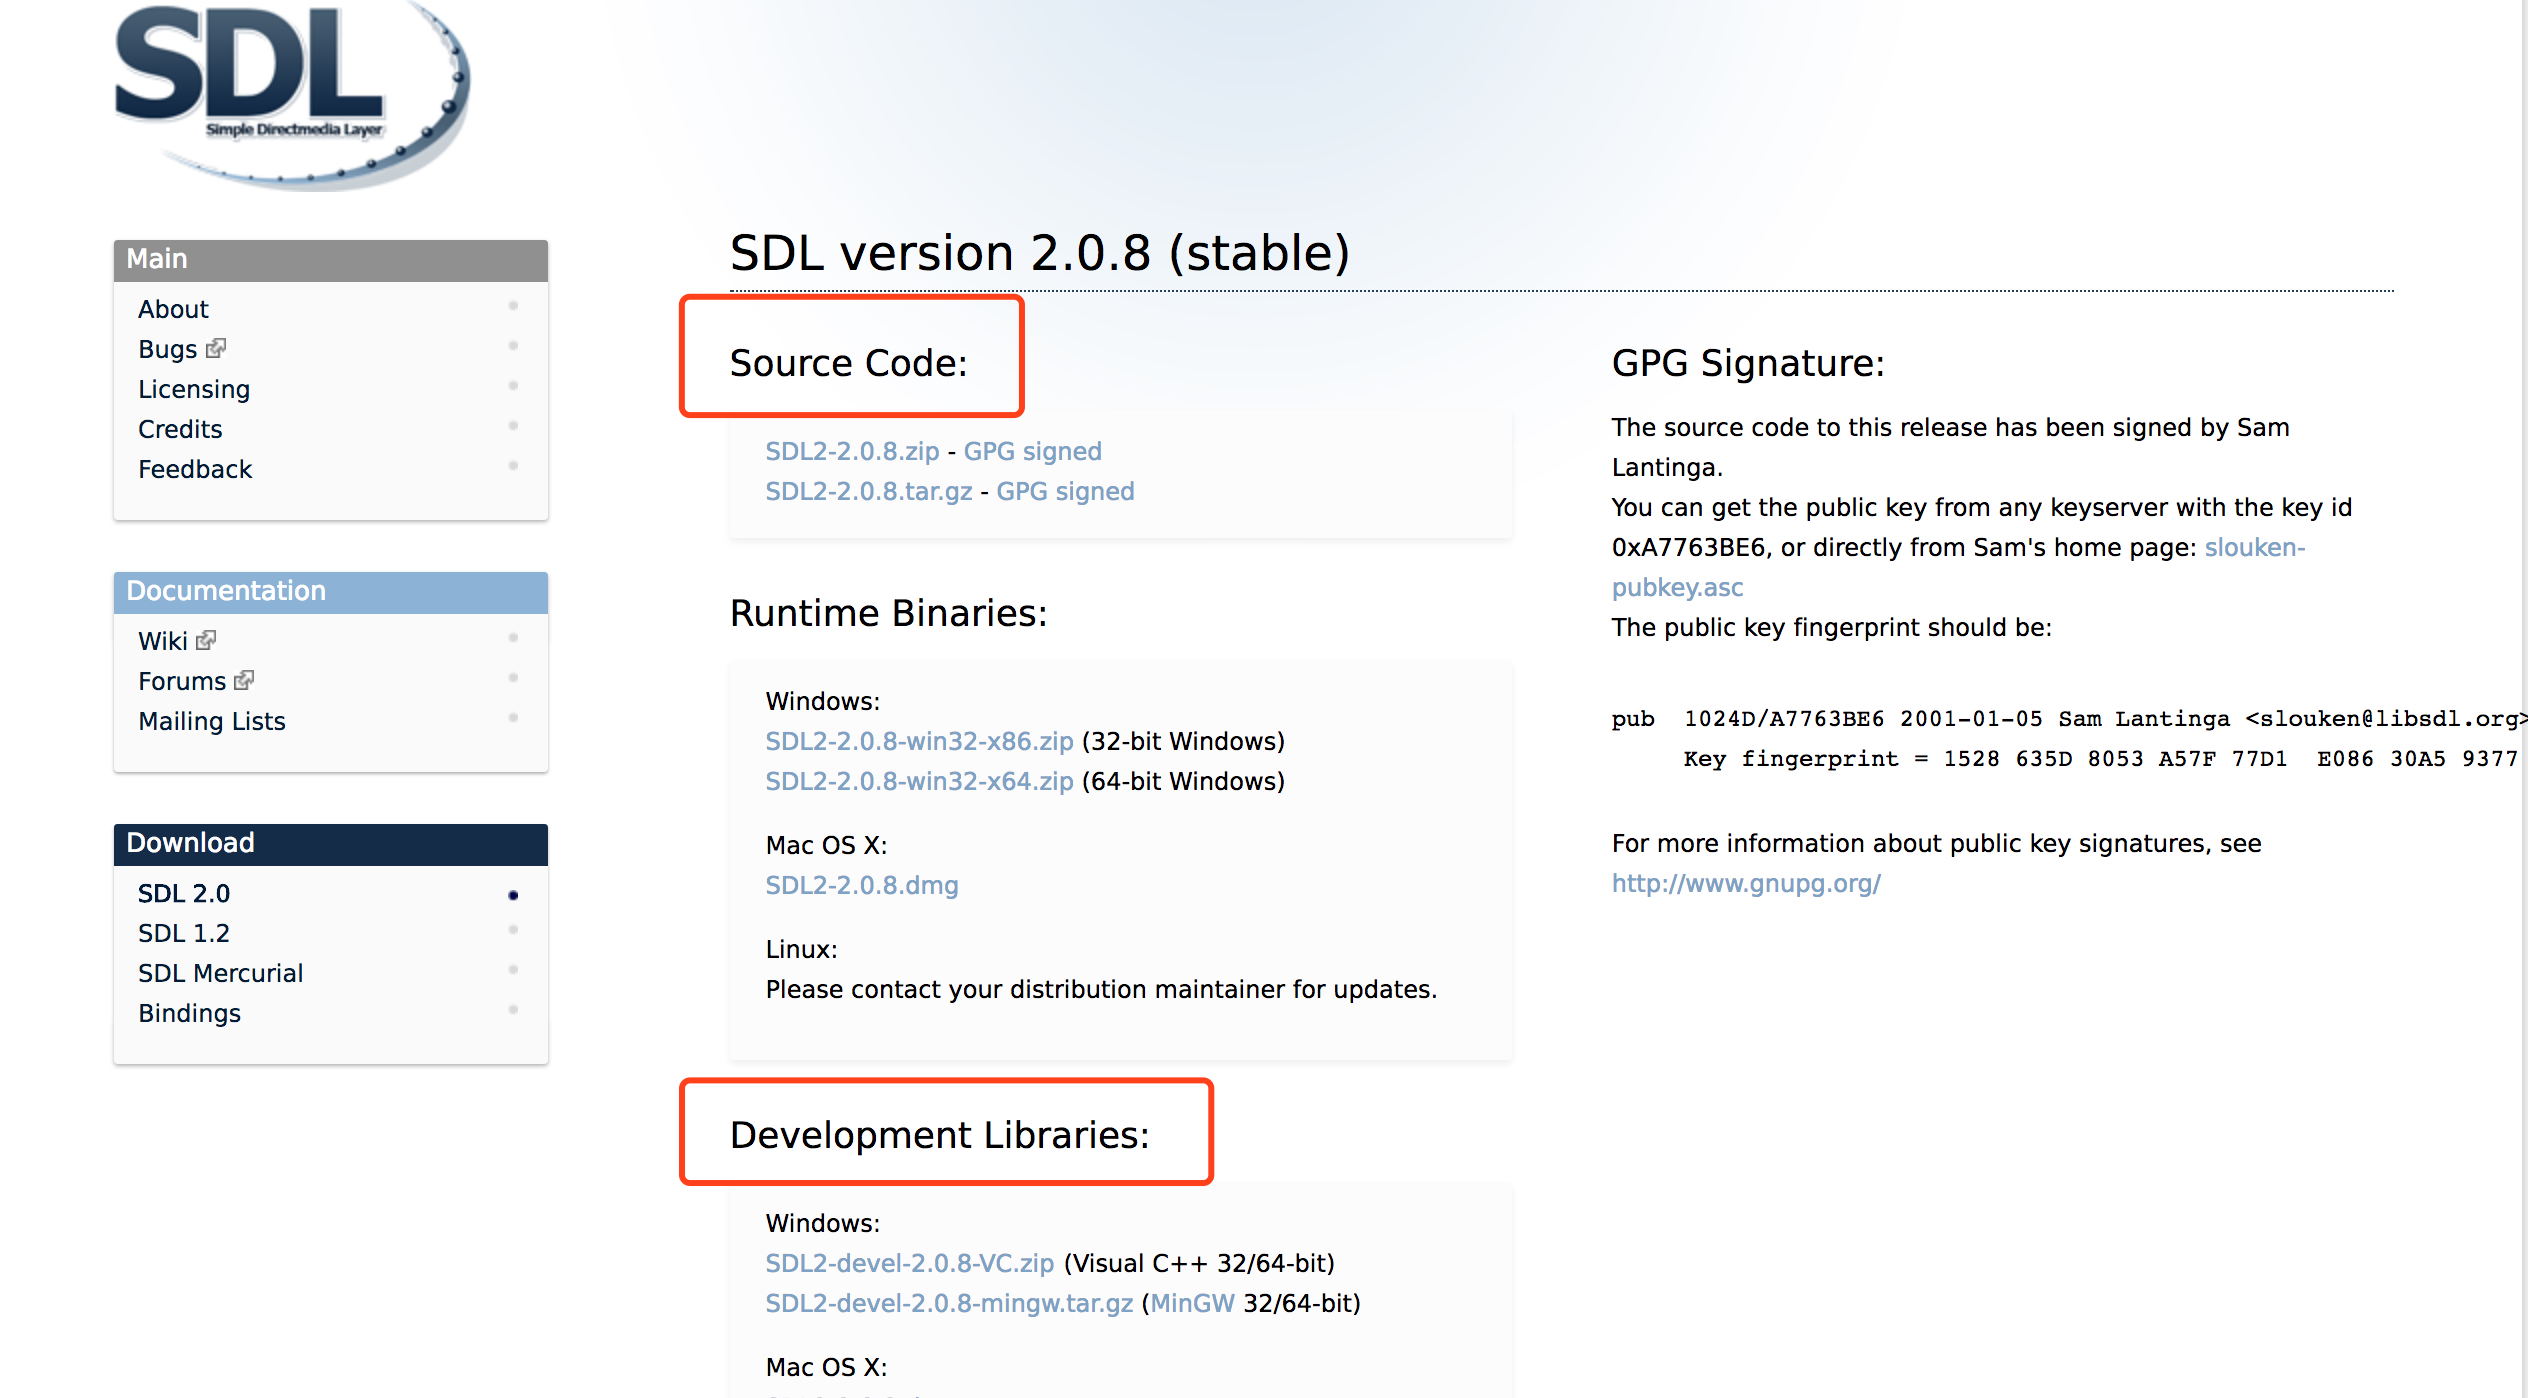 SDL
Simple Directmedia Layer
Main
About
Bugs
Licensing
Credits
Feedback
Documentation
Wiki
Forums
Mailing Lists
Download
SDL 2.0
SDL 1.2
SDL Mercurial
Bindings
SDL version 2.0.8 (stable)
Source Code:
SDL2-2.0.8.zip - GPG signed
SDL2-2.0.8.tar.gz - GPG signed
Runtime Binaries:
Windows:
SDL2-2.0.8-win32-x86.zip (32-bit Windows)
SDL2-2.0.8-win32-x64.zip (64-bit Windows)
Mac OS X:
SDL2-2.0.8.dmg
Linux:
Please contact your distribution maintainer for updates.
Development Libraries:
Windows:
SDL2-devel-2.0.8-VC.zip (Visual C++ 32/64-bit)
SDL2-devel-2.0.8-mingw.tar.gz (MinGW 32/64-bit)
Mac OS X:
GPG Signature:
The source code to this release has been signed by Sam
Lantinga.
You can get the public key from any keyserver with the key id
0xA7763BE6, or directly from Sam's home page: slouken-
pubkey.asc
The public key fingerprint should be:
pub 1024D/A7763BE6 2001-01-05 Sam Lantinga <slouken@libsdl.org>
Key fingerprint = 1528 635D 8053 A57F 77D1 E086 30A5 9377
For more information about public key signatures, see
http://www.gnupg.org/